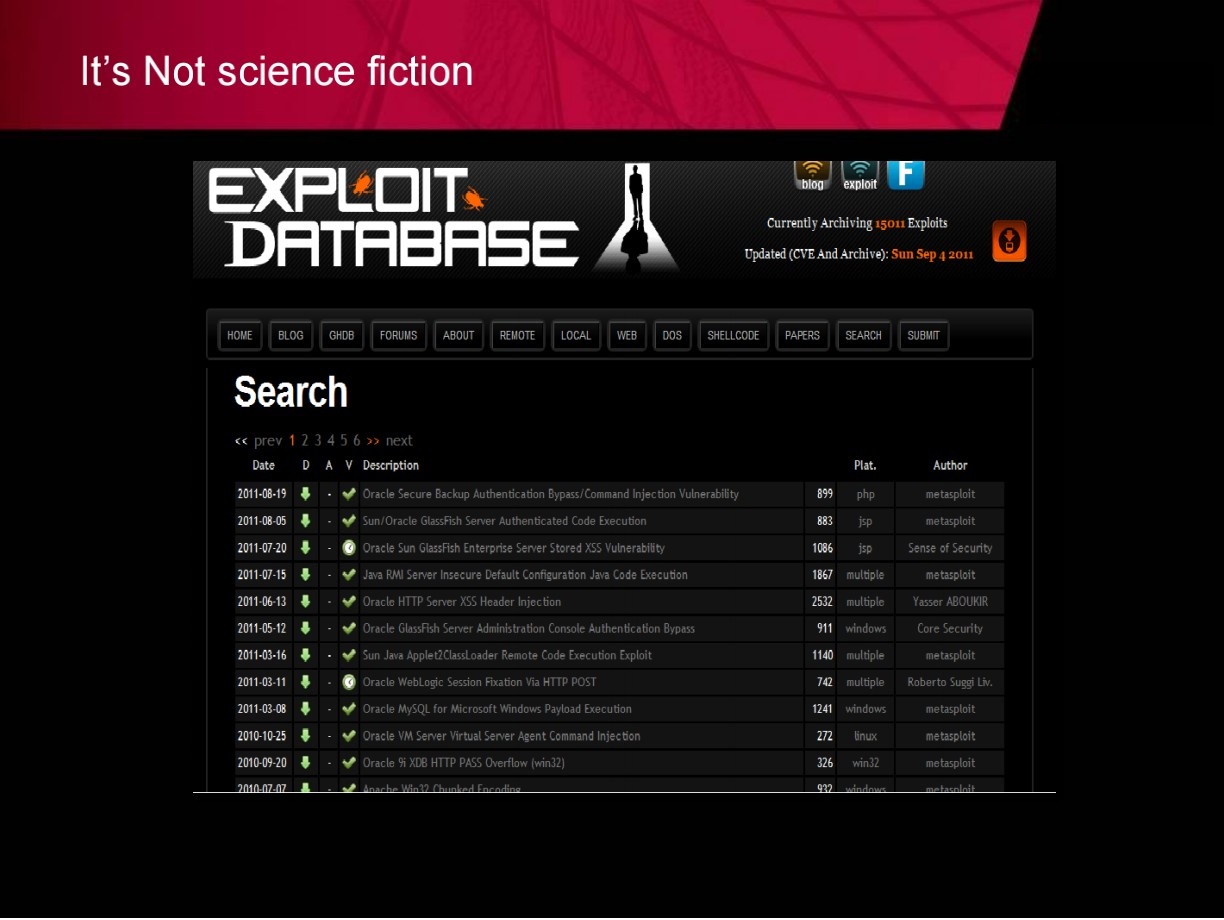 It's Not science fiction
EXPLOIT
DATABASE
blog exploit F
Currently Archiving 15011 Exploits
Updated (CVE And Archive): Sun Sep 4 2011
HOME BLOG GHDB FORUMS ABOUT REMOTE LOCAL WEB DOS SHELLCODE PAPERS SEARCH SUBMIT
Search
<< prev 1 2 3 4 5 6 >> next
Date D A V Description Plat. Author
2011-08-19 - Oracle Secure Backup Authentication Bypass/Command Injection Vulnerability 899 php metasploit
2011-08-05 - Sun/Oracle GlassFish Server Authenticated Code Execution 883 jsp metasploit
2011-07-20 - Oracle Sun GlassFish Enterprise Server Stored XSS Vulnerability 1086 jsp Sense of Security
2011-07-15 - Java RMI Server Insecure Default Configuration Java Code Execution 1867 multiple metasploit
2011-06-13 - Oracle HTTP Server XSS Header Injection 2532 multiple Yasser ABOUKIR
2011-05-12 - Oracle GlassFish Server Administration Console Authentication Bypass 911 windows Core Security
2011-03-16 - Sun Java Applet2ClassLoader Remote Code Execution Exploit 1140 multiple metasploit
2011-03-11 - Oracle WebLogic Session Fixation Via HTTP POST 742 multiple Roberto Suggi Liv.
2011-03-08 - Oracle MySQL for Microsoft Windows Payload Execution 1241 windows metasploit
2010-10-25 - Oracle VM Server Virtual Server Agent Command Injection 272 linux metasploit
2010-09-20 - Oracle 9i XDB HTTP PASS Overflow (win32) 326 win32 metasploit
2010-07-07 - Apache Win32 Chunked Encoding 932 windows metasploit